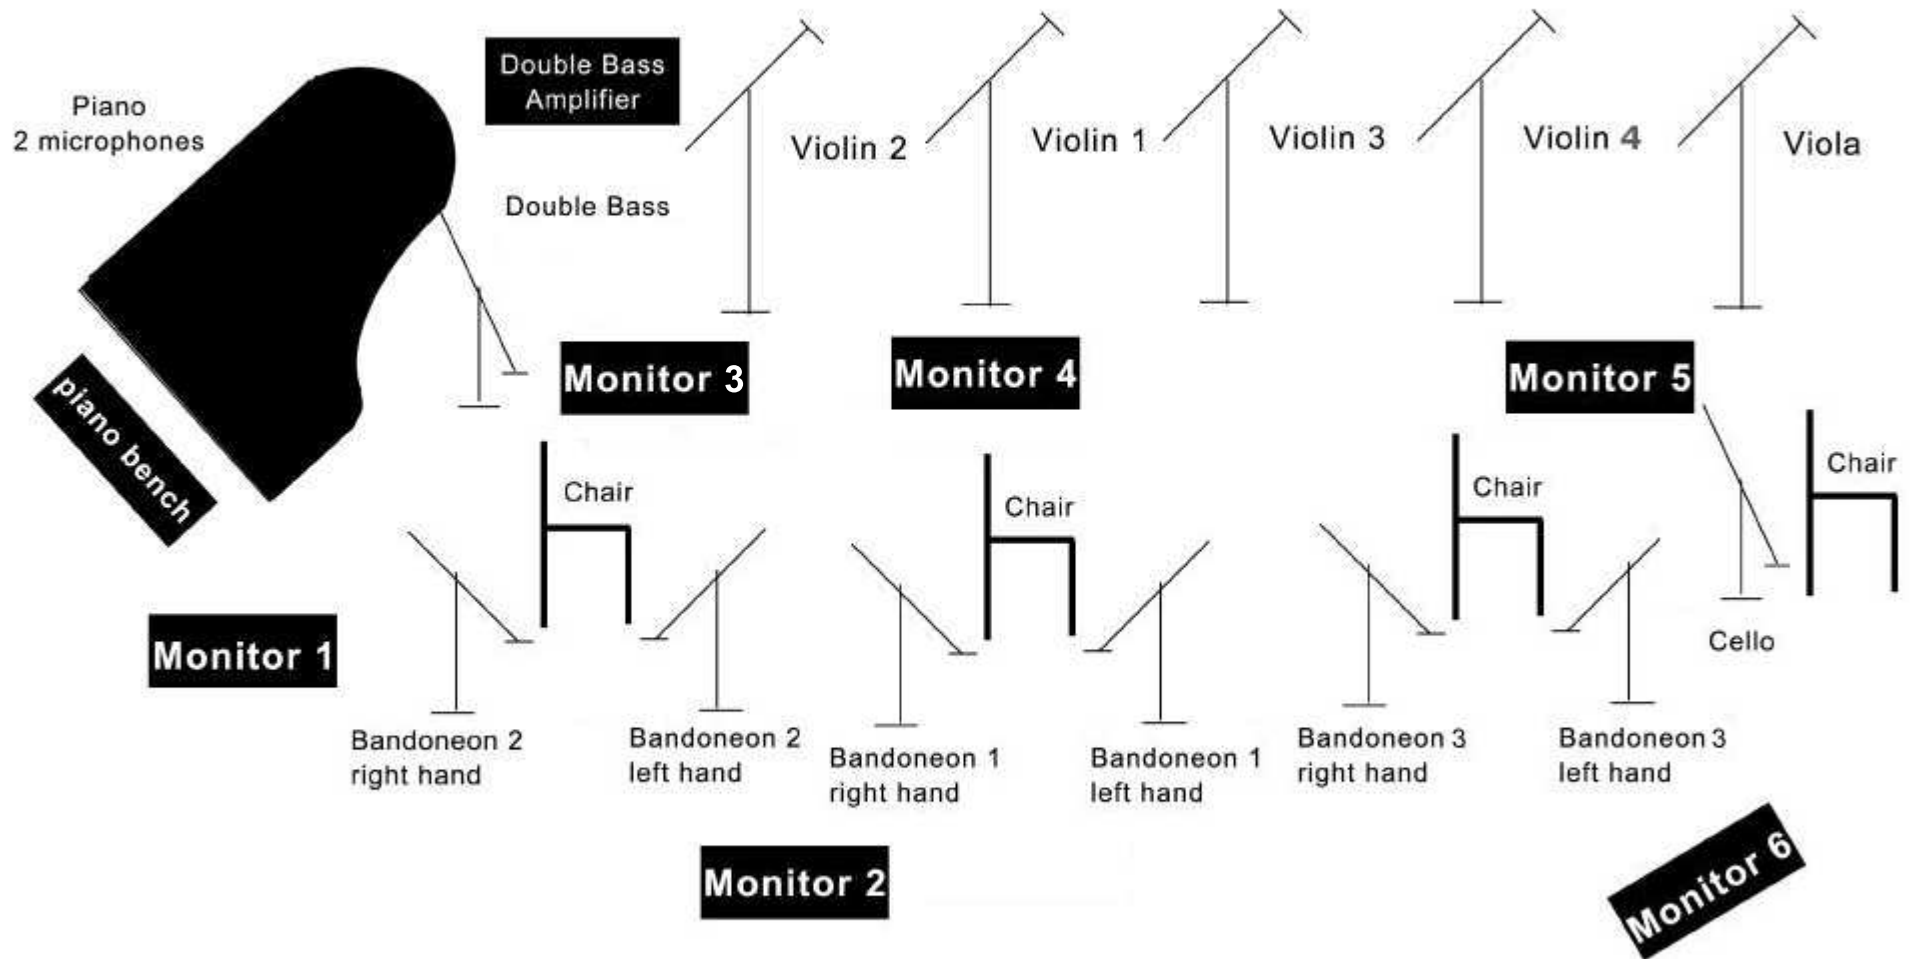 Piano
2 microphones
Double Bass
Amplifier
Double Bass
Violin 2
Violin 1
Violin 3
Violin 4
Viola
piano bench
Monitor 3
Monitor 4
Monitor 5
Chair
Chair
Chair
Chair
Monitor 1
Cello
Bandoneon 2
right hand
Bandoneon 2
left hand
Bandoneon 1
right hand
Bandoneon 1
left hand
Bandoneon 3
right hand
Bandoneon 3
left hand
Monitor 2
Monitor 6